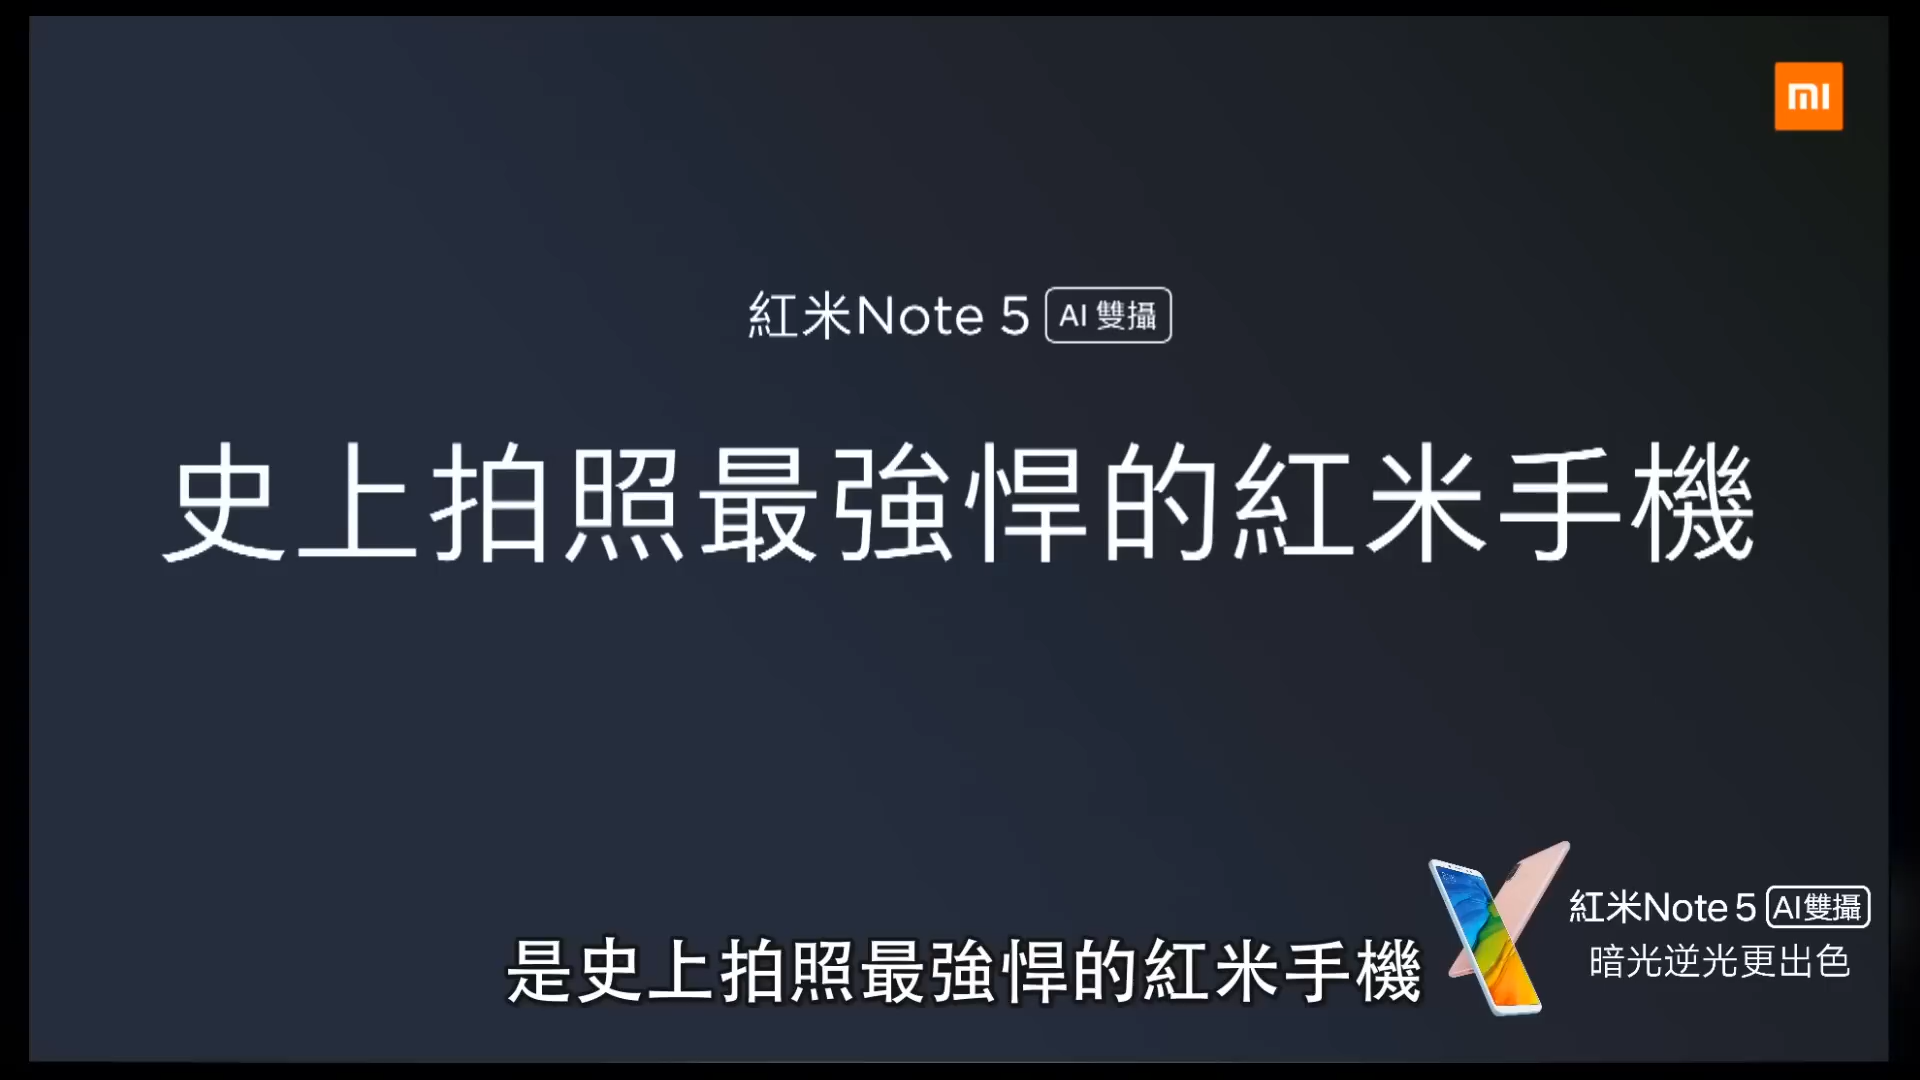 mi
紅米Note 5 AI 雙攝
史上拍照最強悍的紅米手機
紅米Note 5 AI雙攝
暗光逆光更出色
是史上拍照最強悍的紅米手機